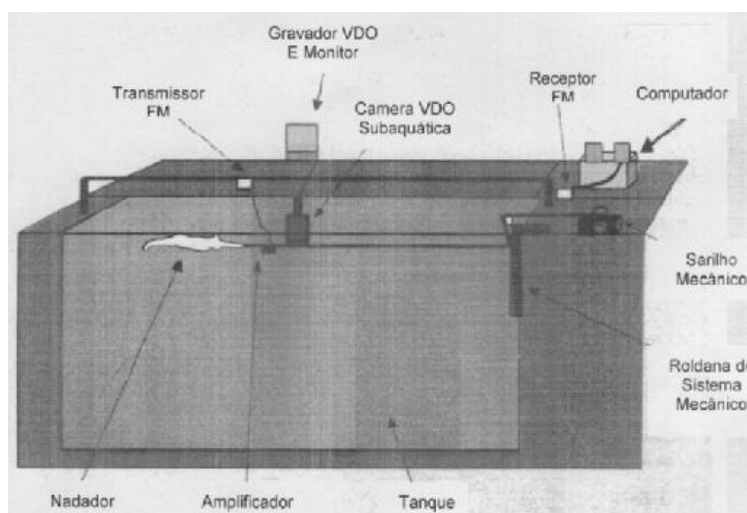 Gravador VDO
E Monitor
Transmissor
FM
Camera VDO
Subaquática
Receptor
FM
Computador
Sarilho
Mecânico
Roldana do
Sistema
Mecânico
Nadador
Amplificador
Tanque